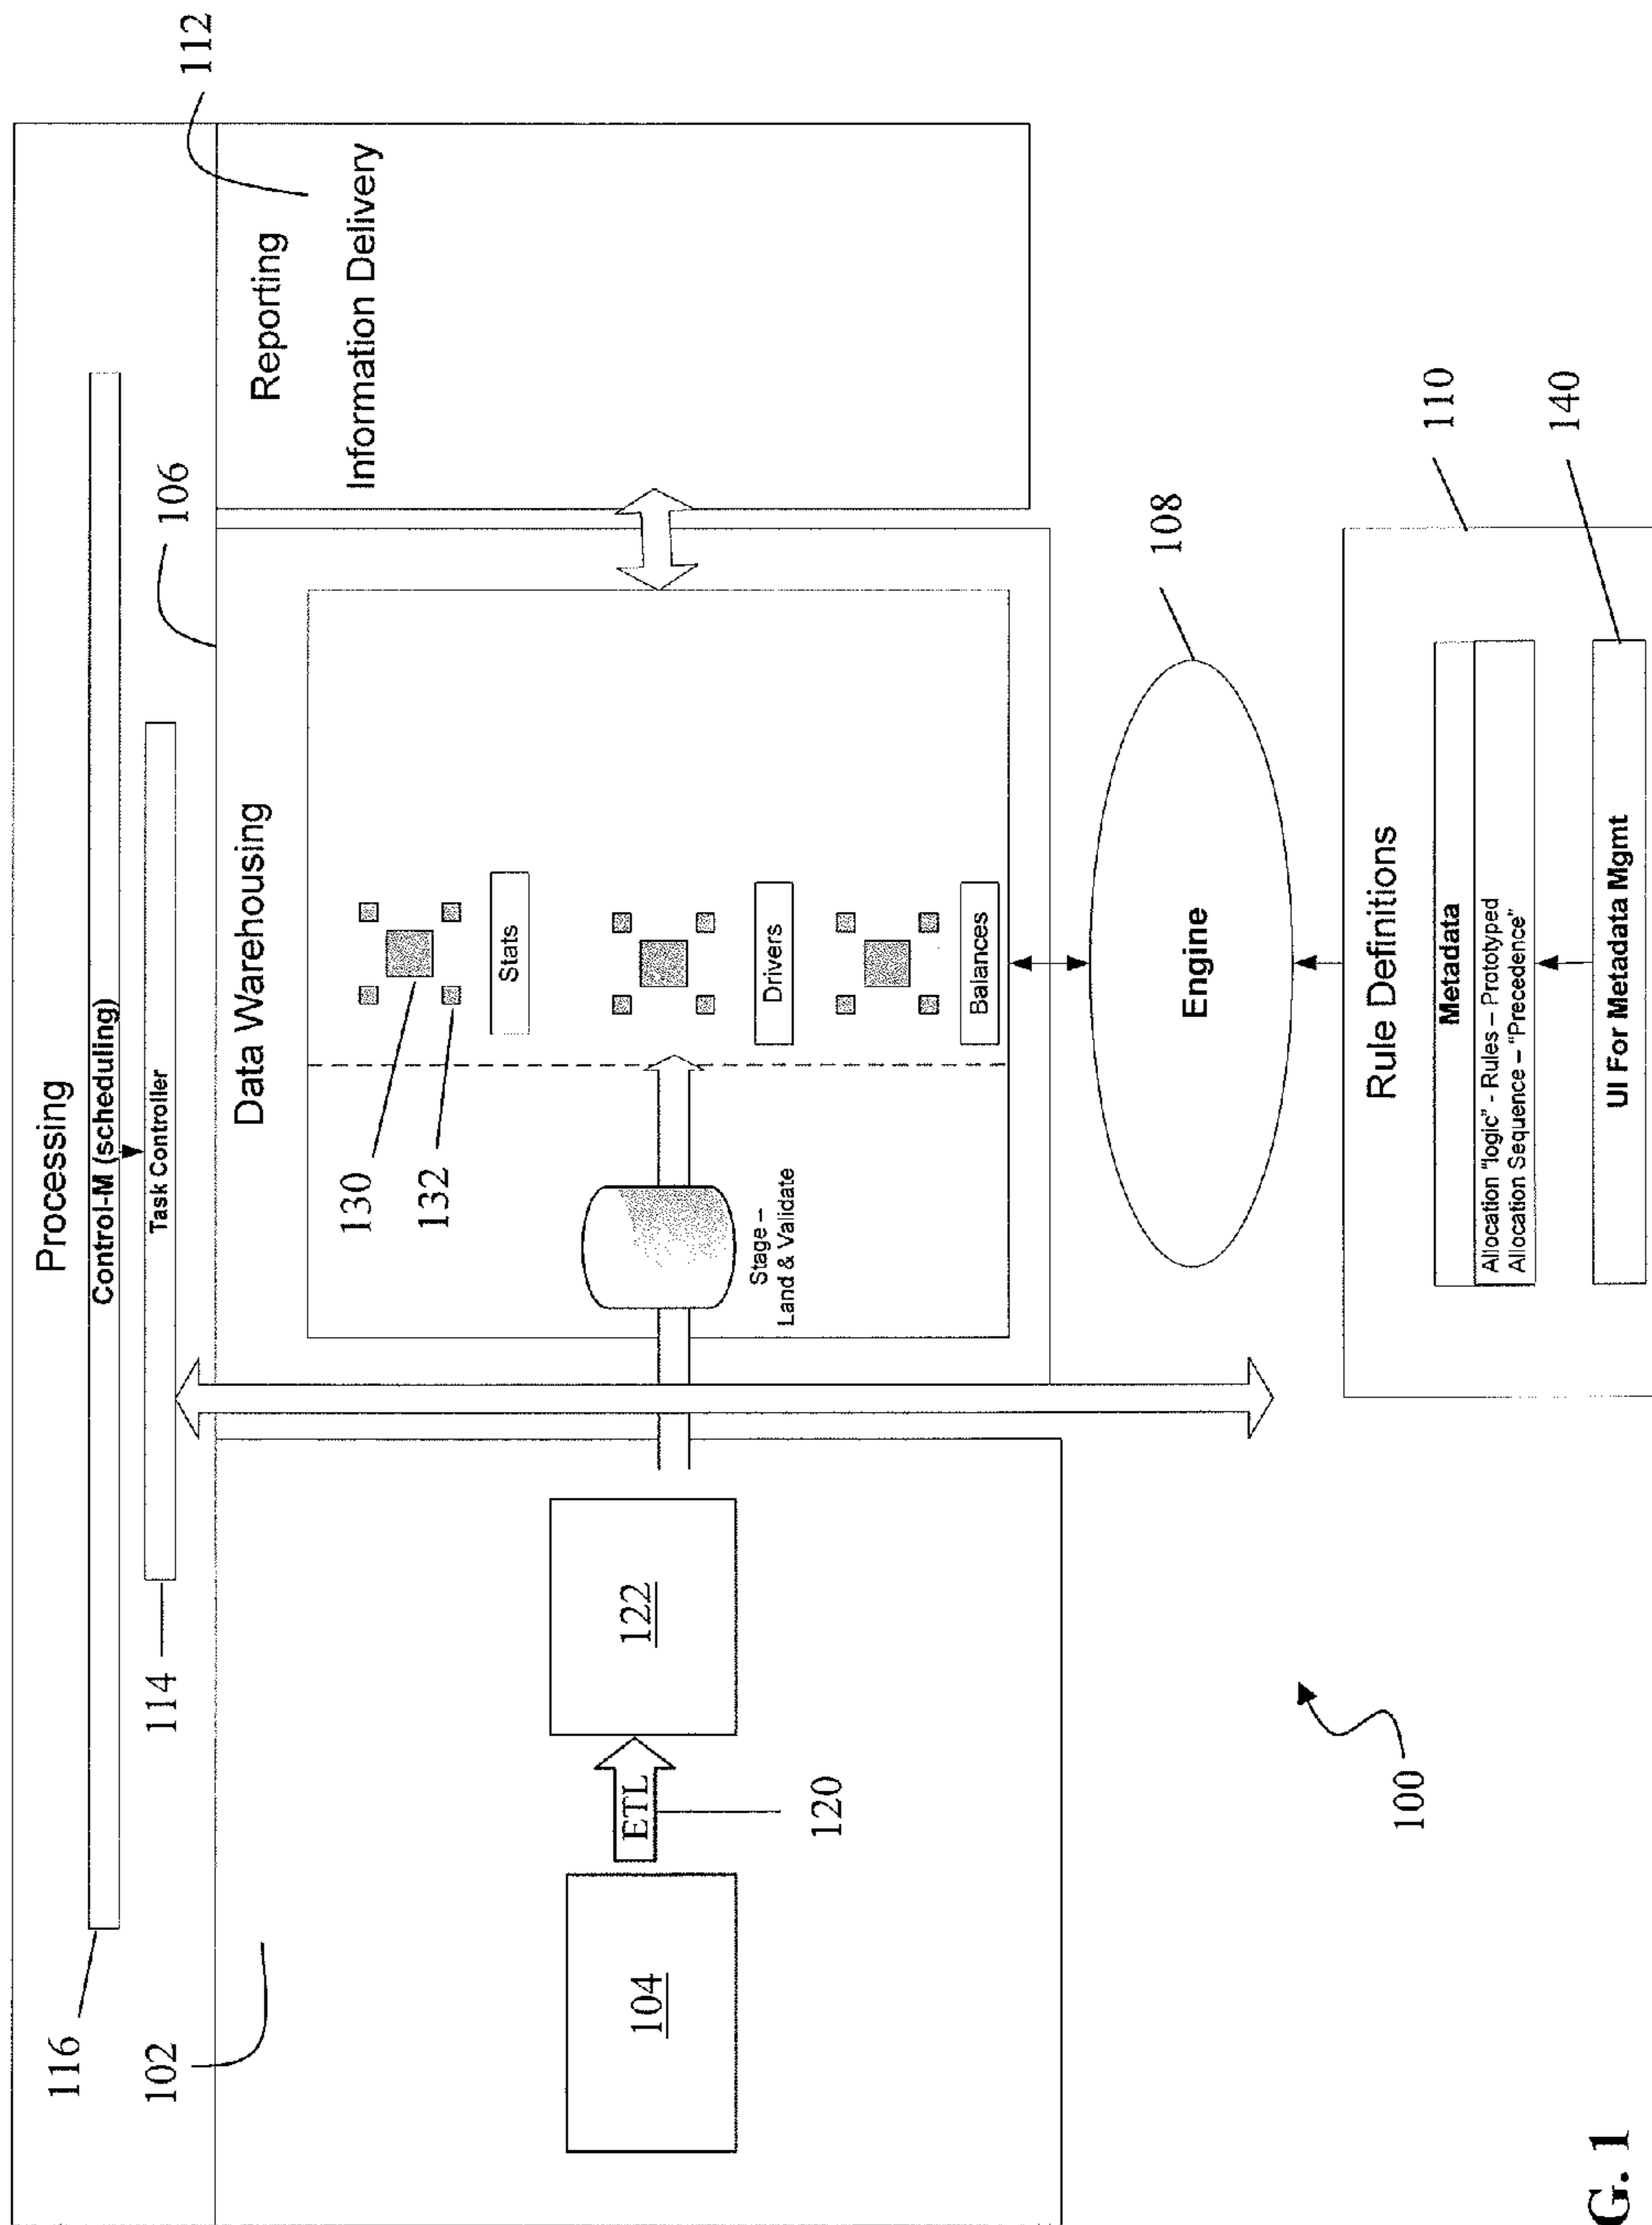 Processing
Control-M (scheduling)
116
Task Controller
114
102
106
112
Data Warehousing
Reporting
Information Delivery
130
132
Stats
104
ETL
120
122
Stage –
Land & Validate
Drivers
Balances
Engine
108
100
Rule Definitions
110
Metadata
Allocation "logic" - Rules – Prototyped
Allocation Sequence – "Precedence"
UI For Metadata Mgmt
140
G. 1